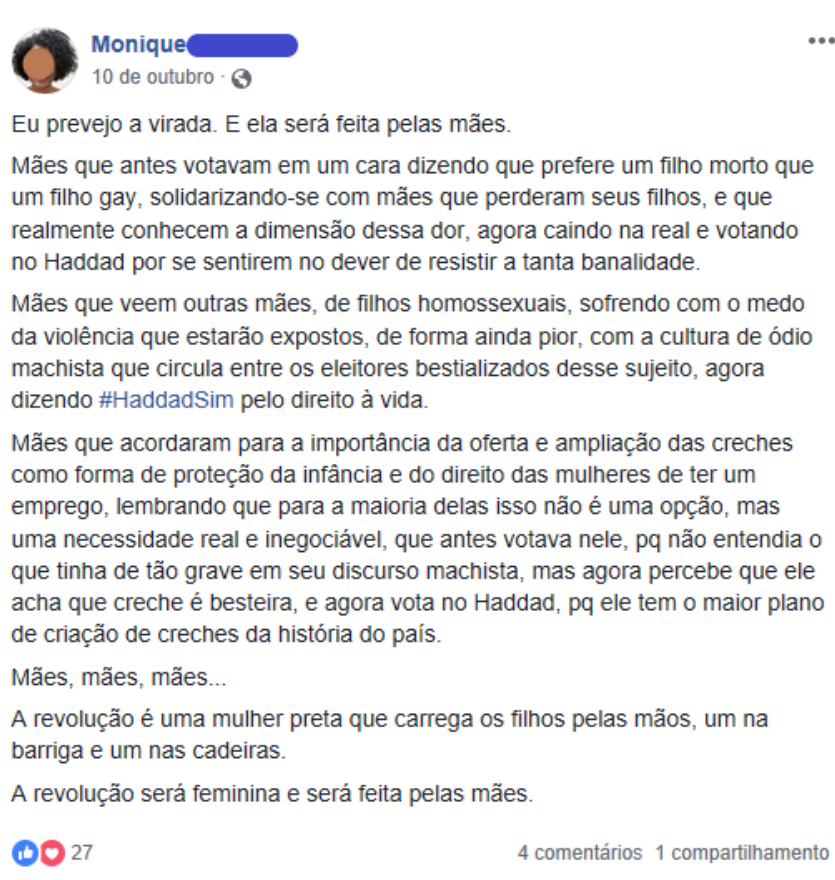 Monique
10 de outubro ·
Eu prevejo a virada. E ela será feita pelas mães.
Mães que antes votavam em um cara dizendo que prefere um filho morto que
um filho gay, solidarizando-se com mães que perderam seus filhos, e que
realmente conhecem a dimensão dessa dor, agora caindo na real e votando
no Haddad por se sentirem no dever de resistir a tanta banalidade.
Mães que veem outras mães, de filhos homossexuais, sofrendo com o medo
da violência que estarão expostos, de forma ainda pior, com a cultura de ódio
machista que circula entre os eleitores bestializados desse sujeito, agora
dizendo #HaddadSim pelo direito à vida.
Mães que acordaram para a importância da oferta e ampliação das creches
como forma de proteção da infância e do direito das mulheres de ter um
emprego, lembrando que para a maioria delas isso não é uma opção, mas
uma necessidade real e inegociável, que antes votava nele, pq não entendia o
que tinha de tão grave em seu discurso machista, mas agora percebe que ele
acha que creche é besteira, e agora vota no Haddad, pq ele tem o maior plano
de criação de creches da história do país.
Mães, mães, mães...
A revolução é uma mulher preta que carrega os filhos pelas mãos, um na
barriga e um nas cadeiras.
A revolução será feminina e será feita pelas mães.
27
4 comentários 1 compartilhamento